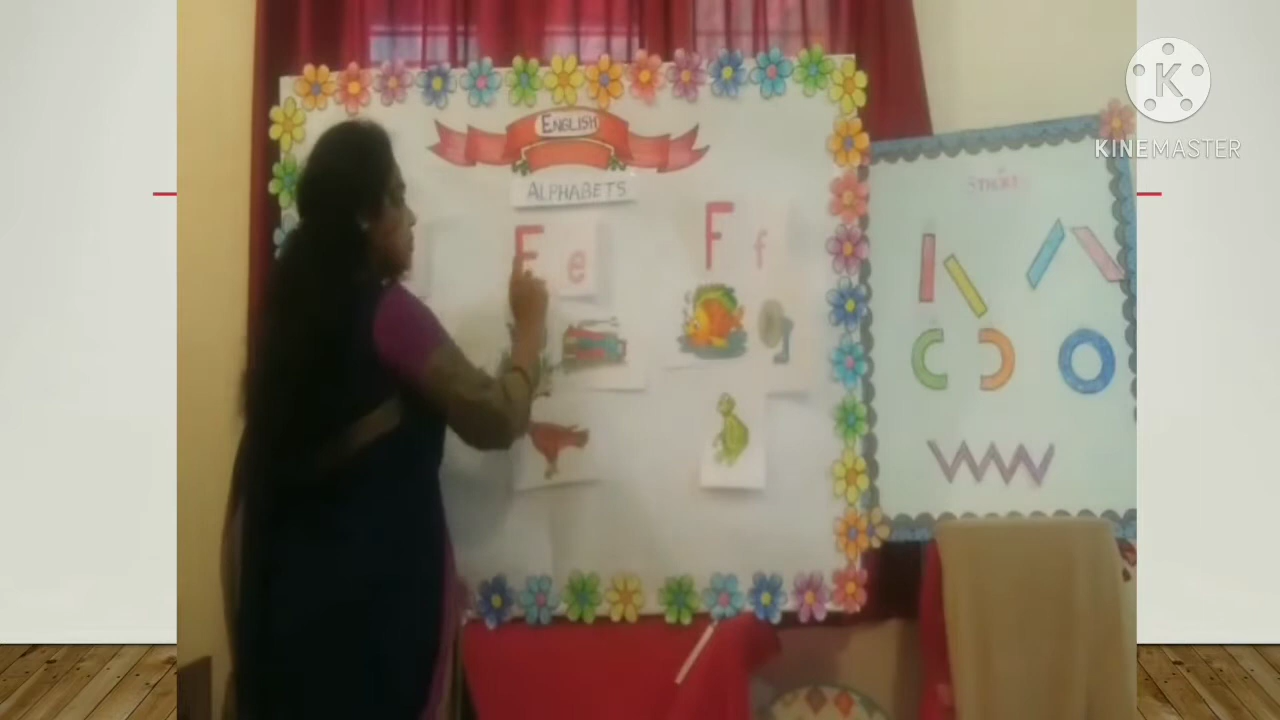 ENGLISH
ALPHABETS
E e
F f
K
KINEMASTER